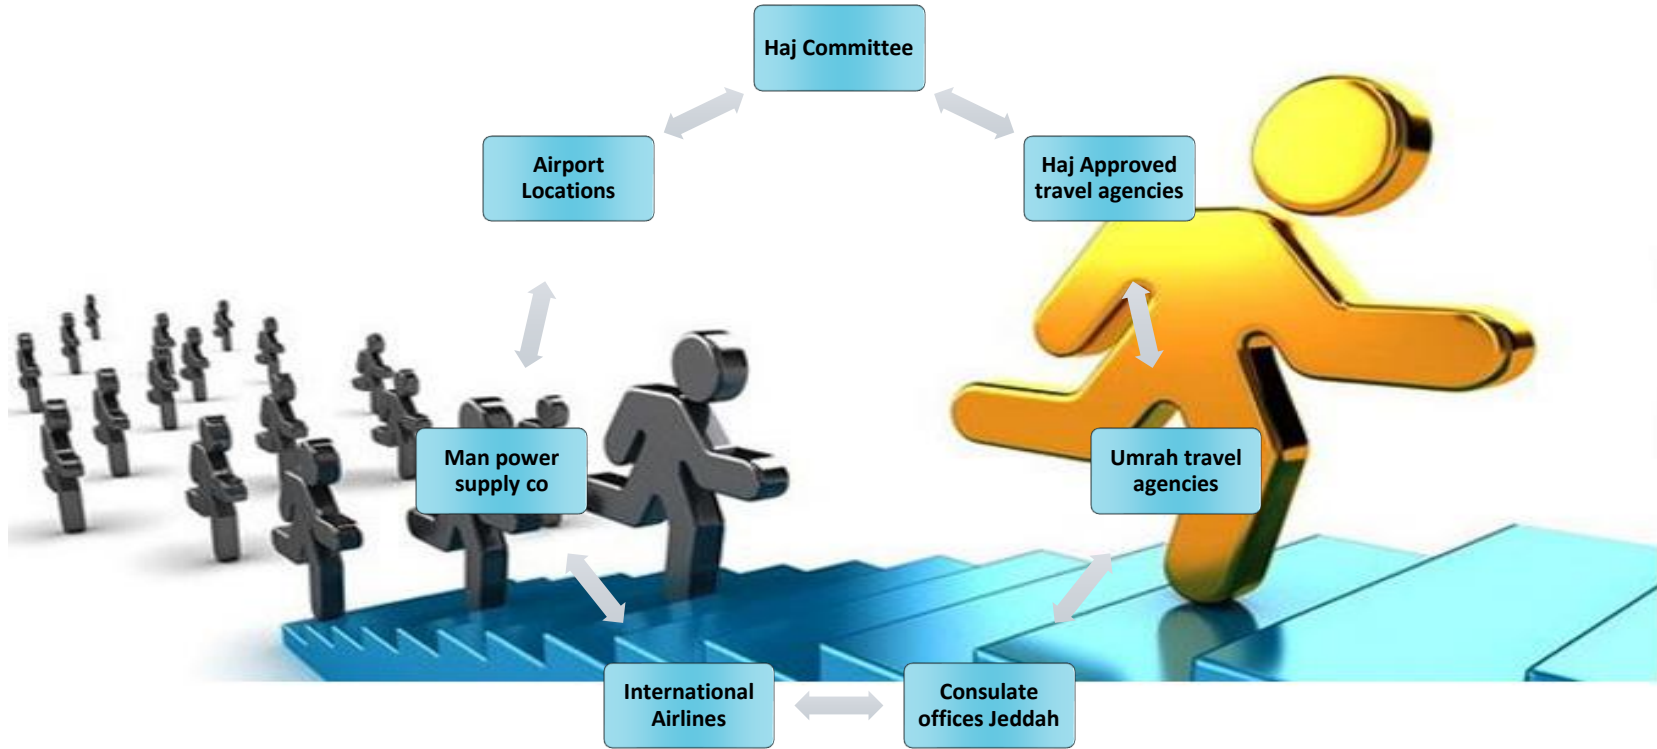 Haj Committee
Airport
Locations
Haj Approved
travel agencies
Man power
supply co
Umrah travel
agencies
International
Airlines
Consulate
offices Jeddah